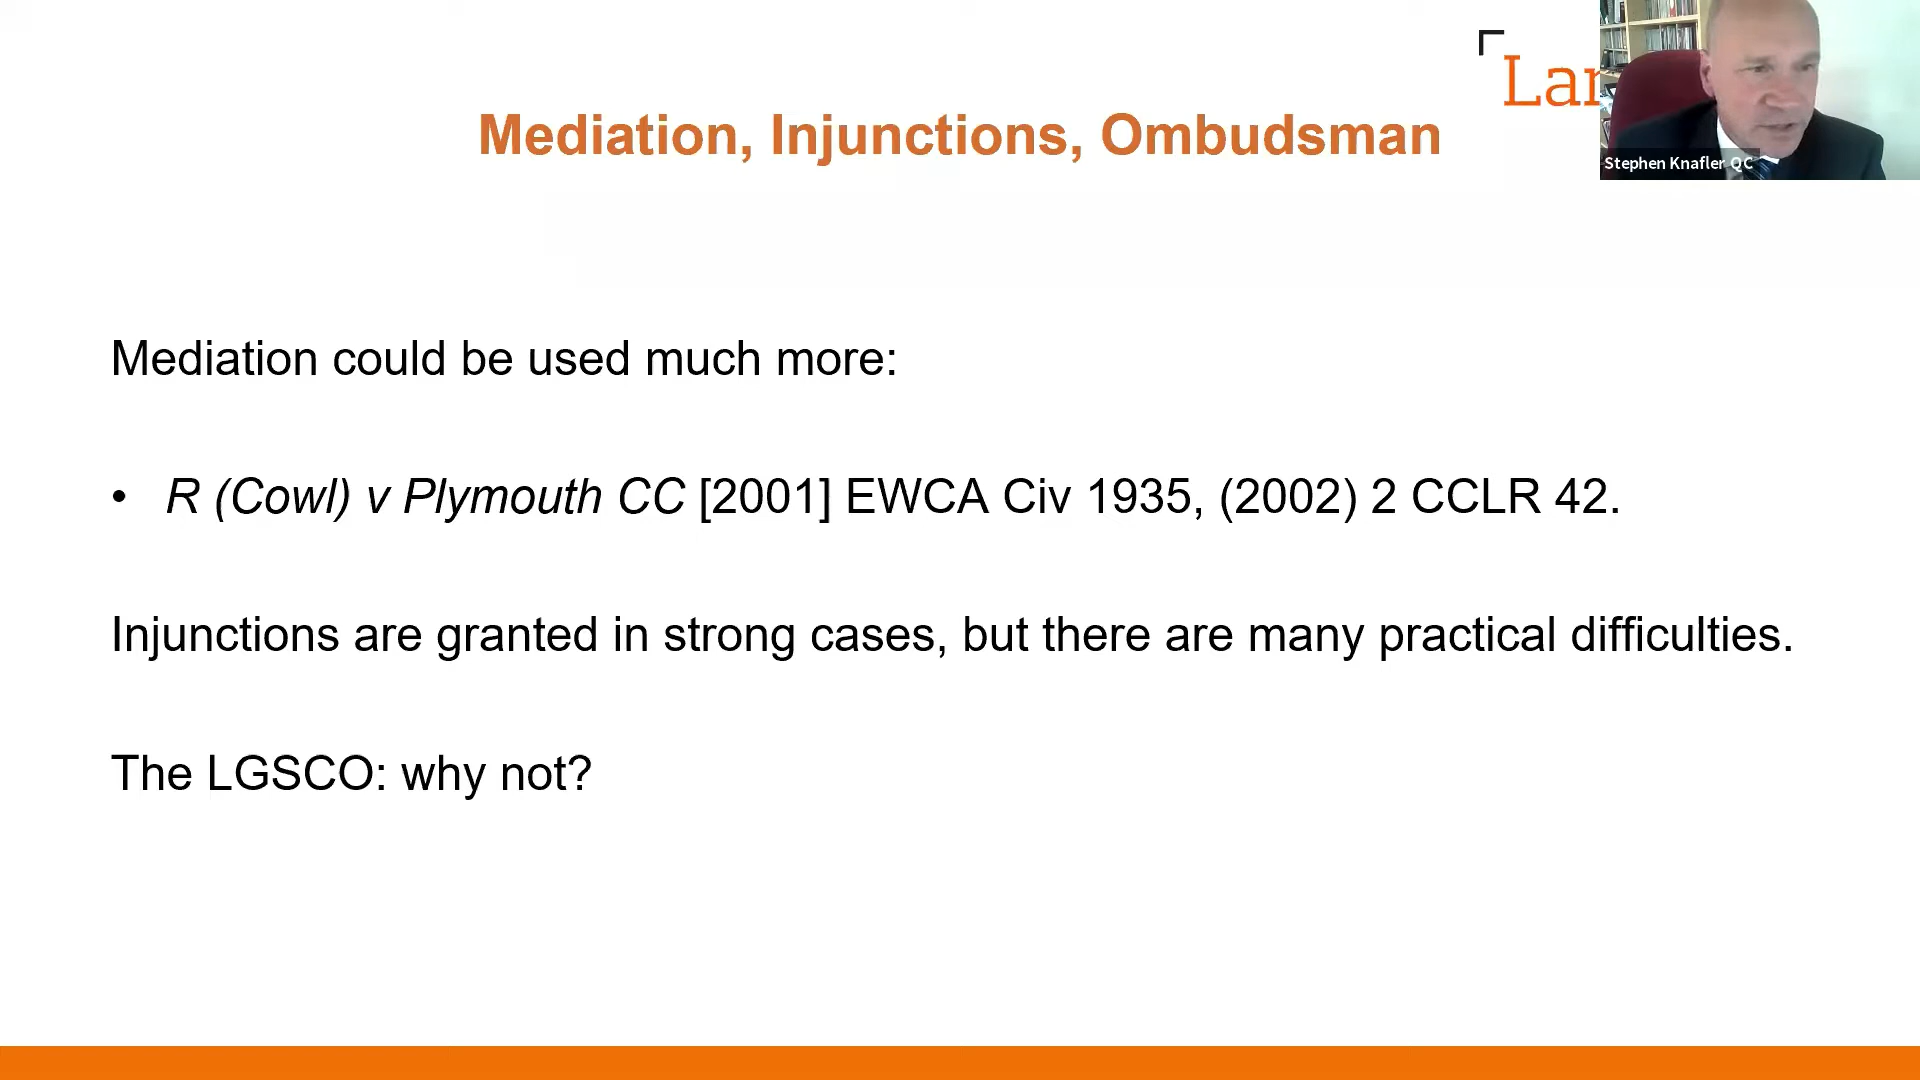 Lan
Mediation, Injunctions, Ombudsman
Stephen Knafler QC
Mediation could be used much more:
• R (Cowl) v Plymouth CC [2001] EWCA Civ 1935, (2002) 2 CCLR 42.
Injunctions are granted in strong cases, but there are many practical difficulties.
The LGSCO: why not?